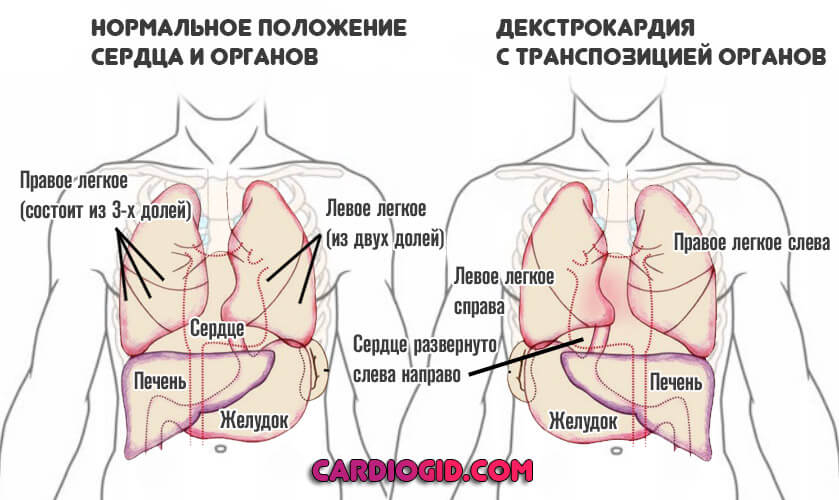 НОРМАЛЬНОЕ ПОЛОЖЕНИЕ
СЕРДЦА И ОРГАНОВ
ДЕКСТРОКАРДИЯ
С ТРАНСПОЗИЦИЕЙ ОРГАНОВ
Правое легкое
(состоит из 3-х долей)
Левое легкое
(из двух долей)
Сердце
Печень
Желудок
Правое легкое слева
Левое легкое
справа
Сердце развернуто
слева направо
Печень
Желудок
CARDIOGID.COM